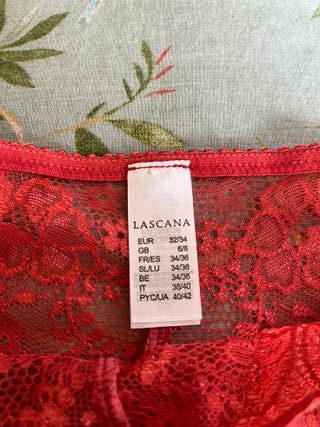 LASCANA
EUR 32/34
GB 6/8
FR/ES 34/36
SL/LU 34/36
BE 34/36
IT 38/40
PYC/UA 40/42